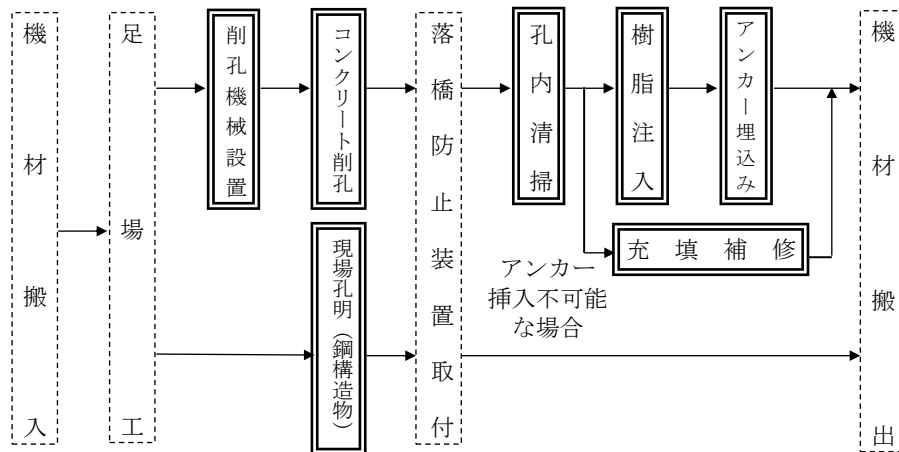 機材搬入
足場工
削孔機械設置
コンクリート削孔
現場孔明（鋼構造物）
落橋防止装置取付
孔内清掃
樹脂注入
アンカー埋込み
充填補修
アンカー
挿入不可能
な場合
機材搬出